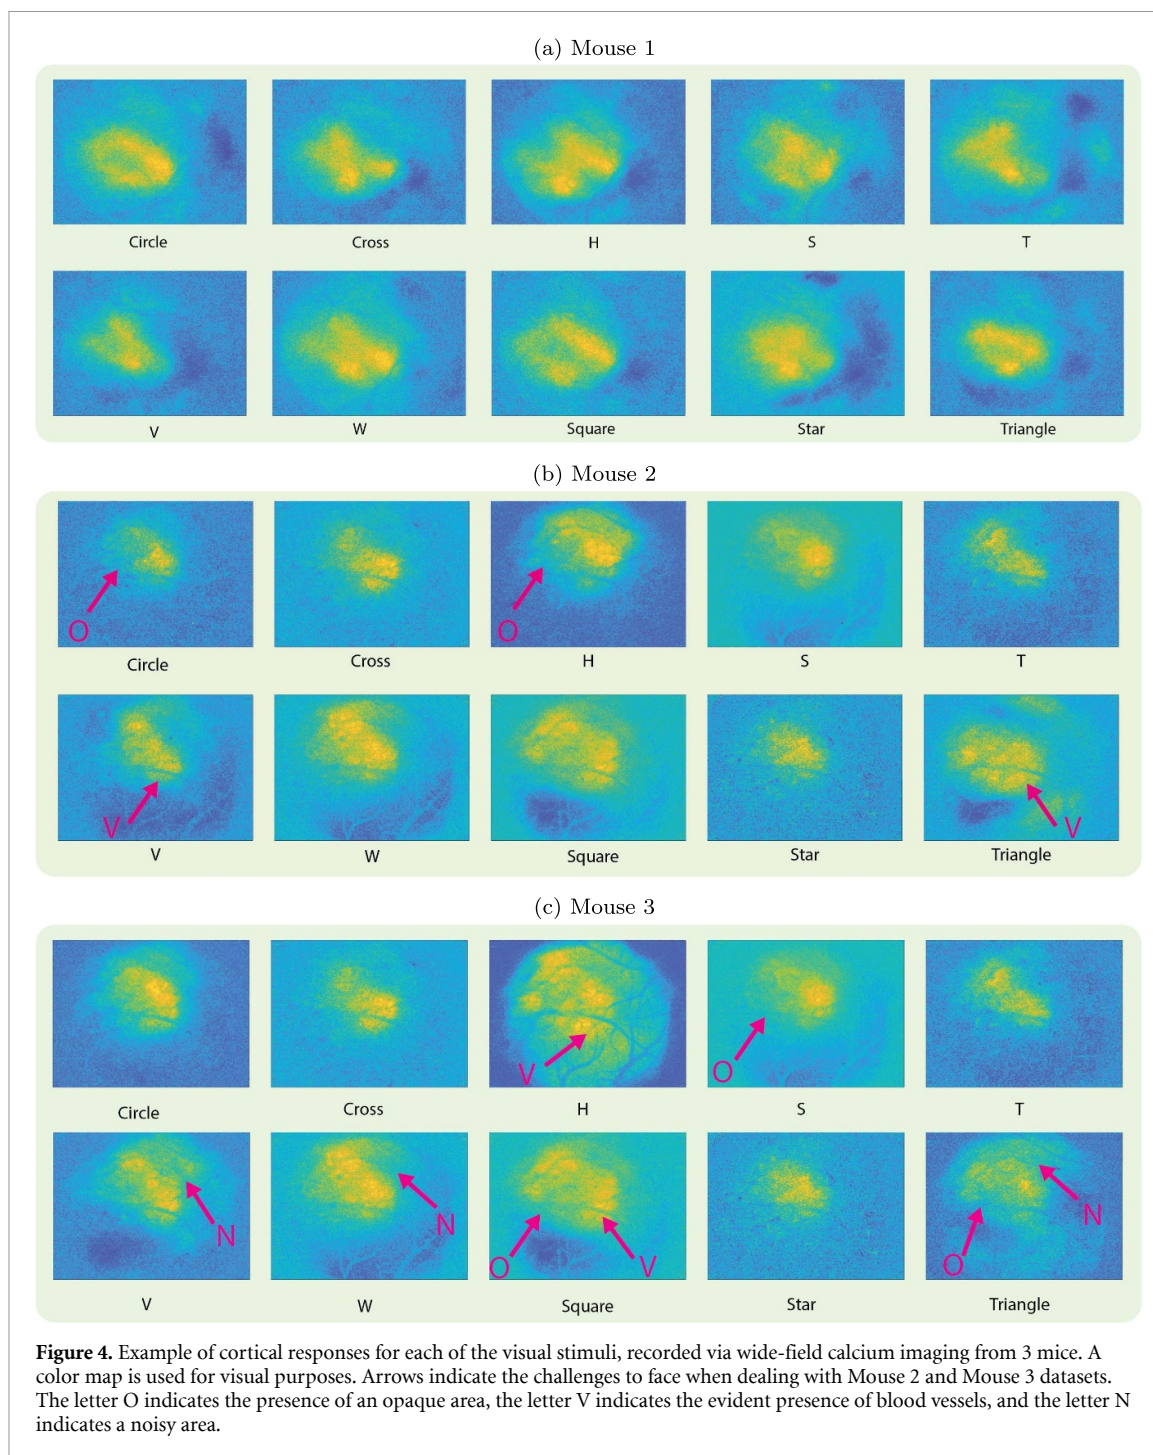 (a) Mouse 1
Circle
Cross
H
S
T
V
W
Square
Star
Triangle
(b) Mouse 2
O
O
Circle
Cross
H
S
T
V
V
V
W
Square
Star
Triangle
(c) Mouse 3
V
O
Circle
Cross
H
S
T
N
N
O
V
O
N
V
W
Square
Star
Triangle
Figure 4. Example of cortical responses for each of the visual stimuli, recorded via wide-field calcium imaging from 3 mice. A
color map is used for visual purposes. Arrows indicate the challenges to face when dealing with Mouse 2 and Mouse 3 datasets.
The letter O indicates the presence of an opaque area, the letter V indicates the evident presence of blood vessels, and the letter N
indicates a noisy area.